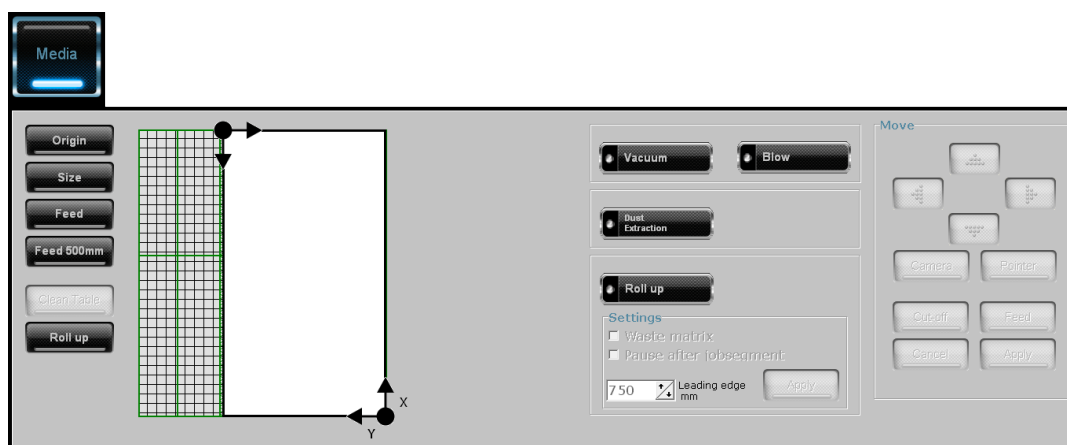 Media
Origin
Size
Feed
Feed 500mm
Clean Table
Roll up
X
Y
Vacuum
Blow
Dust
Extraction
Roll up
Settings
Waste matrix
Pause after jobsegment
750
Leading edge
mm
Apply
Move
Camera
Pointer
Cut-off
Feed
Cancel
Apply